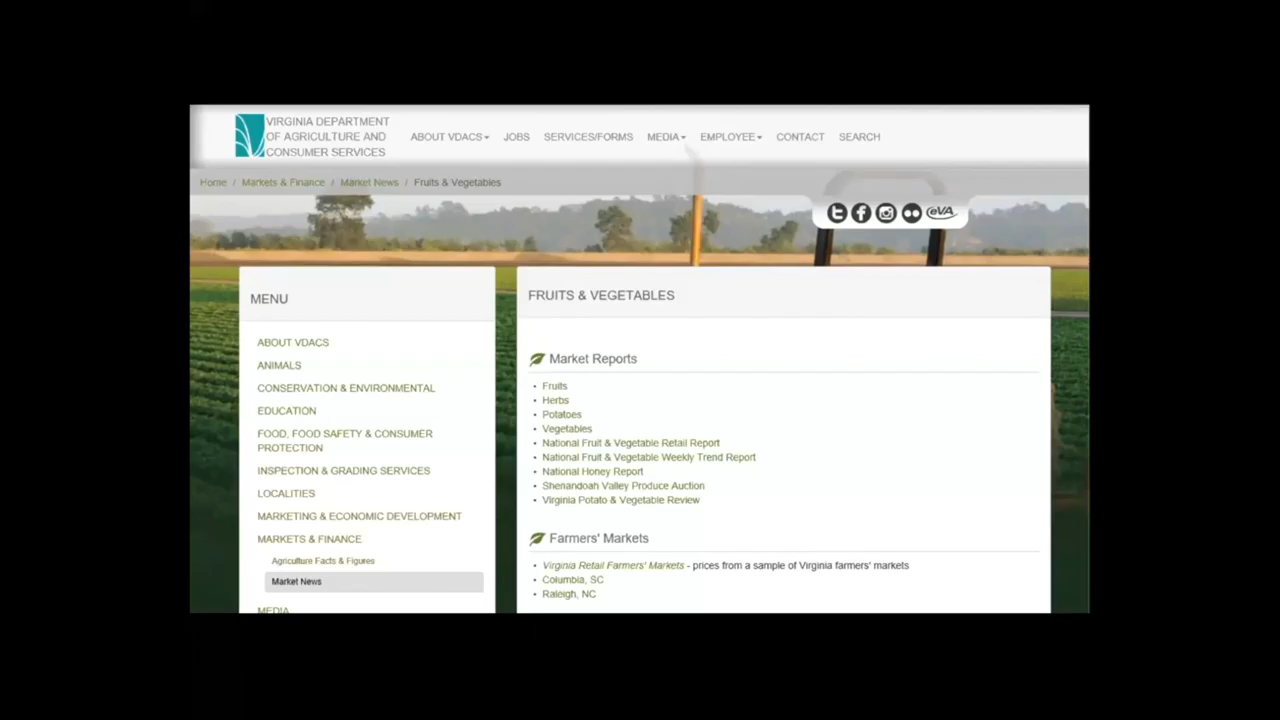 VIRGINIA DEPARTMENT
OF AGRICULTURE AND
CONSUMER SERVICES
ABOUT VDACS JOBS SERVICES/FORMS MEDIA EMPLOYEE CONTACT SEARCH
Home / Markets & Finance / Market News / Fruits & Vegetables
eVA
MENU
ABOUT VDACS
ANIMALS
CONSERVATION & ENVIRONMENTAL
EDUCATION
FOOD, FOOD SAFETY & CONSUMER
PROTECTION
INSPECTION & GRADING SERVICES
LOCALITIES
MARKETING & ECONOMIC DEVELOPMENT
MARKETS & FINANCE
Agriculture Facts & Figures
Market News
MEDIA
FRUITS & VEGETABLES
Market Reports
• Fruits
• Herbs
• Potatoes
• Vegetables
• National Fruit & Vegetable Retail Report
• National Fruit & Vegetable Weekly Trend Report
• National Honey Report
• Shenandoah Valley Produce Auction
• Virginia Potato & Vegetable Review
Farmers' Markets
• Virginia Retail Farmers' Markets - prices from a sample of Virginia farmers' markets
• Columbia, SC
• Raleigh, NC